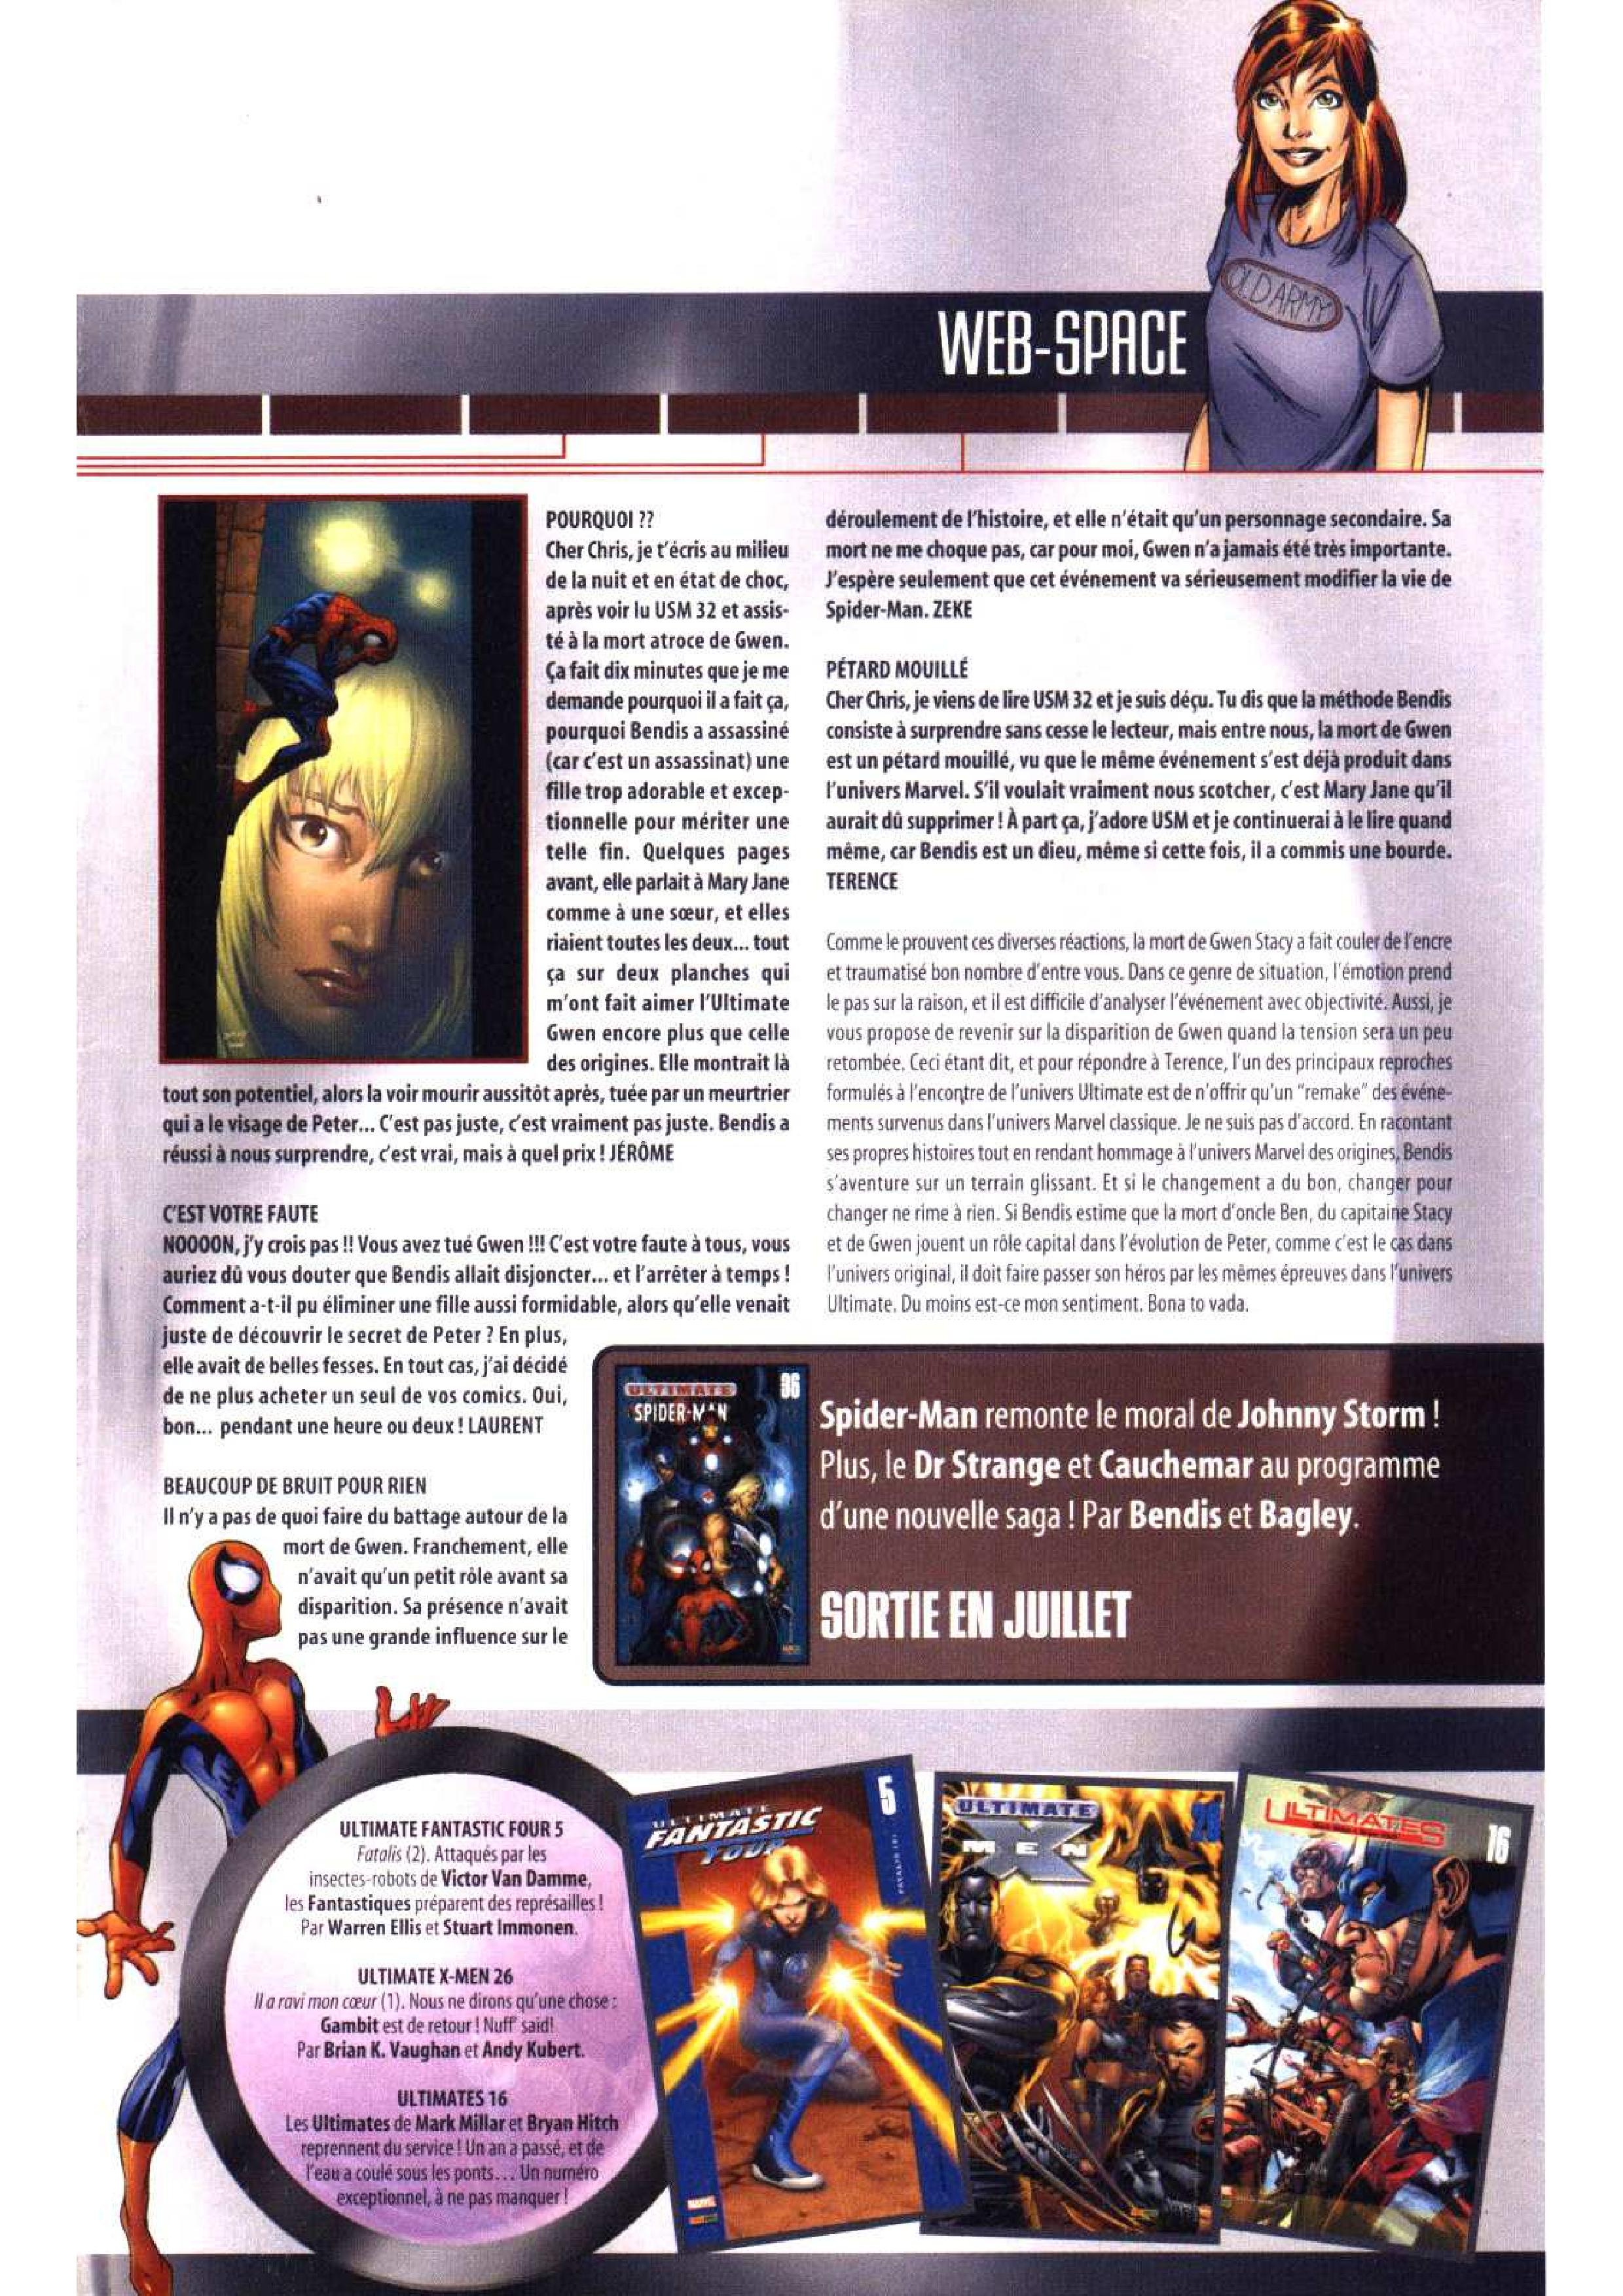 OLD ARMY
WEB-SPACE
POURQUOI ??
Cher Chris, je t'écris au milieu
de la nuit et en état de choc,
après voir lu USM 32 et assis-
té à la mort atroce de Gwen.
Ça fait dix minutes que je me
demande pourquoi il a fait ça,
pourquoi Bendis a assassiné
(car c'est un assassinat) une
fille trop adorable et excep-
tionnelle pour mériter une
telle fin. Quelques pages
avant, elle parlait à Mary Jane
comme à une sœur, et elles
riaient toutes les deux... tout
ça sur deux planches qui
m'ont fait aimer l'Ultimate
Gwen encore plus que celle
des origines. Elle montrait là
tout son potentiel, alors la voir mourir aussitôt après, tuée par un meurtrier
qui a le visage de Peter... C'est pas juste, c'est vraiment pas juste. Bendis a
réussi à nous surprendre, c'est vrai, mais à quel prix ! JÉRÔME
C'EST VOTRE FAUTE
NOOOON, j'y crois pas !! Vous avez tué Gwen !!! C'est votre faute à tous, vous
auriez dû vous douter que Bendis allait disjoncter... et l'arrêter à temps !
Comment a-t-il pu éliminer une fille aussi formidable, alors qu'elle venait
juste de découvrir le secret de Peter ? En plus,
elle avait de belles fesses. En tout cas, j'ai décidé
de ne plus acheter un seul de vos comics. Oui,
bon... pendant une heure ou deux ! LAURENT
BEAUCOUP DE BRUIT POUR RIEN
Il n'y a pas de quoi faire du battage autour de la
mort de Gwen. Franchement, elle
n'avait qu'un petit rôle avant sa
disparition. Sa présence n'avait
pas une grande influence sur le
déroulement de l'histoire, et elle n'était qu'un personnage secondaire. Sa
mort ne me choque pas, car pour moi, Gwen n'a jamais été très importante.
J'espère seulement que cet événement va sérieusement modifier la vie de
Spider-Man. ZEKE
PÉTARD MOUILLÉ
Cher Chris, je viens de lire USM 32 et je suis déçu. Tu dis que la méthode Bendis
consiste à surprendre sans cesse le lecteur, mais entre nous, la mort de Gwen
est un pétard mouillé, vu que le même événement s'est déjà produit dans
l'univers Marvel. S'il voulait vraiment nous scotcher, c'est Mary Jane qu'il
aurait dû supprimer ! À part ça, j'adore USM et je continuerai à le lire quand
même, car Bendis est un dieu, même si cette fois, il a commis une bourde.
TERENCE
Comme le prouvent ces diverses réactions, la mort de Gwen Stacy a fait couler de l'encre
et traumatisé bon nombre d'entre vous. Dans ce genre de situation, l'émotion prend
le pas sur la raison, et il est difficile d'analyser l'événement avec objectivité. Aussi, je
vous propose de revenir sur la disparition de Gwen quand la tension sera un peu
retombée. Ceci étant dit, et pour répondre à Terence, l'un des principaux reproches
formulés à l'encontre de l'univers Ultimate est de n'offrir qu'un "remake" des événe-
ments survenus dans l'univers Marvel classique. Je ne suis pas d'accord. En racontant
ses propres histoires tout en rendant hommage à l'univers Marvel des origines, Bendis
s'aventure sur un terrain glissant. Et si le changement a du bon, changer pour
changer ne rime à rien. Si Bendis estime que la mort d'oncle Ben, du capitaine Stacy
et de Gwen jouent un rôle capital dans l'évolution de Peter, comme c'est le cas dans
l'univers original, il doit faire passer son héros par les mêmes épreuves dans l'univers
Ultimate. Du moins est-ce mon sentiment. Bona to vada.
ULTIMATE
SPIDER-MAN
36
Spider-Man remonte le moral de Johnny Storm !
Plus, le Dr Strange et Cauchemar au programme
d'une nouvelle saga ! Par Bendis et Bagley.
SORTIE EN JUILLET
ULTIMATE FANTASTIC FOUR 5
Fatalis (2). Attaqués par les
insectes-robots de Victor Van Damme,
les Fantastiques préparent des représailles !
Par Warren Ellis et Stuart Immonen.
ULTIMATE X-MEN 26
Il a ravi mon cœur (1). Nous ne dirons qu'une chose :
Gambit est de retour ! Nuff' said!
Par Brian K. Vaughan et Andy Kubert.
ULTIMATES 16
Les Ultimates de Mark Millar et Bryan Hitch
reprennent du service ! Un an a passé, et de
l'eau a coulé sous les ponts... Un numéro
exceptionnel, à ne pas manquer !
ULTIMATE
FANTASTIC
FOUR
5
FATALIS (2)
MARVEL
ULTIMATE
X MEN
26
ULTIMATES
16